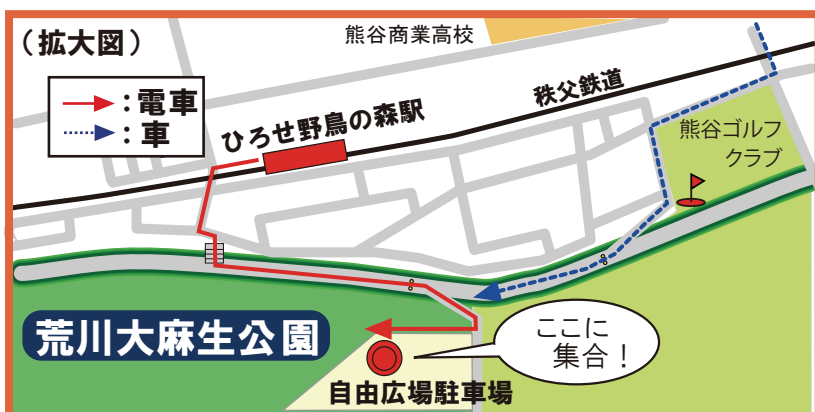 (拡大図)
熊谷商業高校
:電車
:車
ひろせ野鳥の森駅
秩父鉄道
熊谷ゴルフ
クラブ
荒川大麻生公園
ここに
集合!
自由広場駐車場